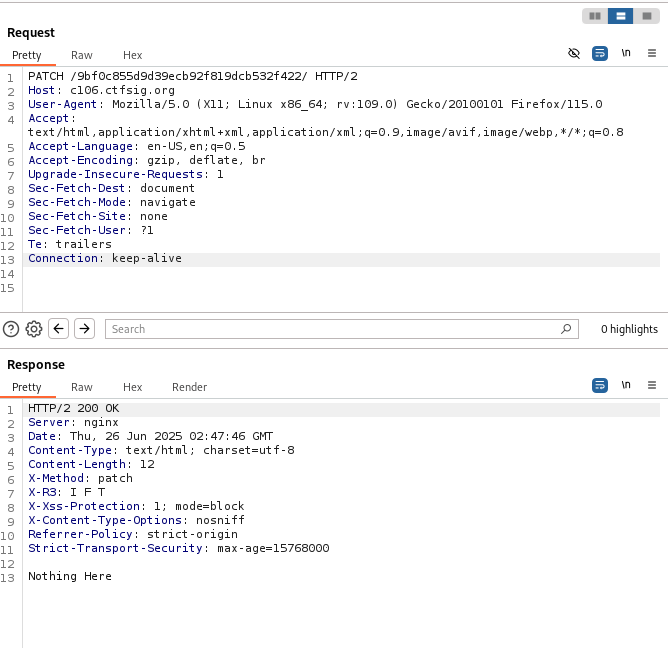 Request
Pretty Raw Hex \n
1 PATCH /9bf0c855d9d39ecb92f819dcb532f422/ HTTP/2
2 Host: c106.ctfsig.org
3 User-Agent: Mozilla/5.0 (X11; Linux x86_64; rv:109.0) Gecko/20100101 Firefox/115.0
4 Accept:
text/html,application/xhtml+xml,application/xml;q=0.9,image/avif,image/webp,*/*;q=0.8
5 Accept-Language: en-US,en;q=0.5
6 Accept-Encoding: gzip, deflate, br
7 Upgrade-Insecure-Requests: 1
8 Sec-Fetch-Dest: document
9 Sec-Fetch-Mode: navigate
10 Sec-Fetch-Site: none
11 Sec-Fetch-User: ?1
12 Te: trailers
13 Connection: keep-alive
14
15
? Search 0 highlights
Response
Pretty Raw Hex Render \n
1 HTTP/2 200 OK
2 Server: nginx
3 Date: Thu, 26 Jun 2025 02:47:46 GMT
4 Content-Type: text/html; charset=utf-8
5 Content-Length: 12
6 X-Method: patch
7 X-R3: I F T
8 X-Xss-Protection: 1; mode=block
9 X-Content-Type-Options: nosniff
10 Referrer-Policy: strict-origin
11 Strict-Transport-Security: max-age=15768000
12
13 Nothing Here